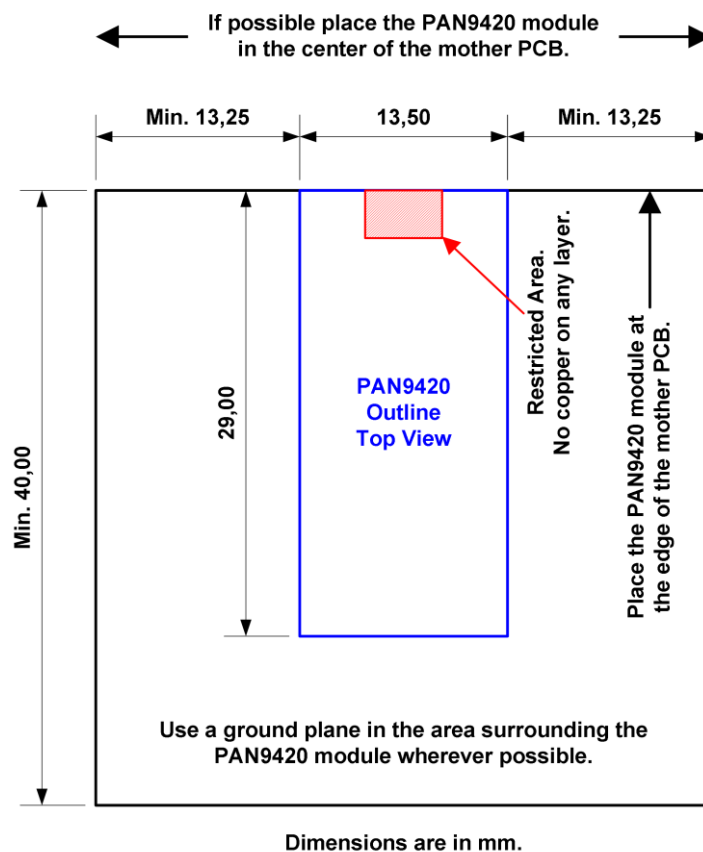 If possible place the PAN9420 module
in the center of the mother PCB.
Min. 13,25
13,50
Min. 13,25
Restricted Area.
No copper on any layer.
Place the PAN9420 module at
the edge of the mother PCB.
29,00
PAN9420
Outline
Top View
Min. 40,00
Use a ground plane in the area surrounding the
PAN9420 module wherever possible.
Dimensions are in mm.